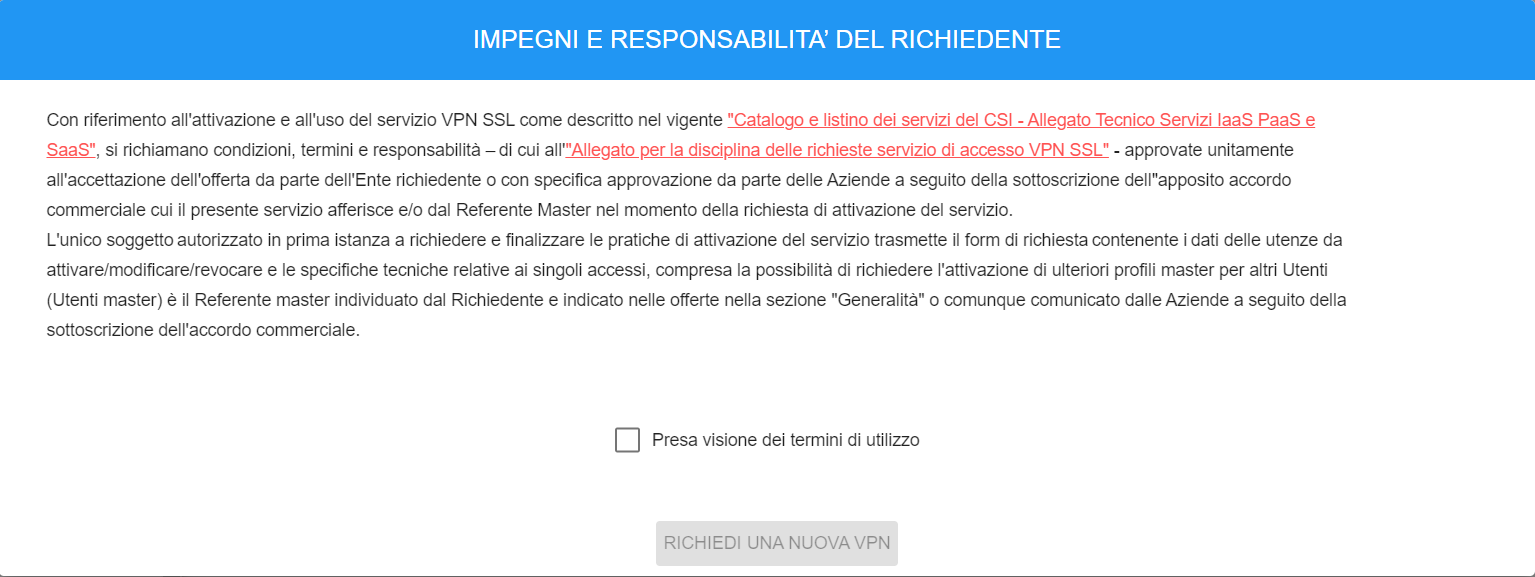 IMPEGNI E RESPONSABILITA’ DEL RICHIEDENTE
Con riferimento all'attivazione e all'uso del servizio VPN SSL come descritto nel vigente "Catalogo e listino dei servizi del CSI - Allegato Tecnico Servizi IaaS PaaS e
SaaS", si richiamano condizioni, termini e responsabilità – di cui all'"Allegato per la disciplina delle richieste servizio di accesso VPN SSL" - approvate unitamente
all'accettazione dell'offerta da parte dell'Ente richiedente o con specifica approvazione da parte delle Aziende a seguito della sottoscrizione dell"apposito accordo
commerciale cui il presente servizio afferisce e/o dal Referente Master nel momento della richiesta di attivazione del servizio.
L'unico soggetto autorizzato in prima istanza a richiedere e finalizzare le pratiche di attivazione del servizio trasmette il form di richiesta contenente i dati delle utenze da
attivare/modificare/revocare e le specifiche tecniche relative ai singoli accessi, compresa la possibilità di richiedere l'attivazione di ulteriori profili master per altri Utenti
(Utenti master) è il Referente master individuato dal Richiedente e indicato nelle offerte nella sezione "Generalità" o comunque comunicato dalle Aziende a seguito della
sottoscrizione dell'accordo commerciale.
Presa visione dei termini di utilizzo
RICHIEDI UNA NUOVA VPN